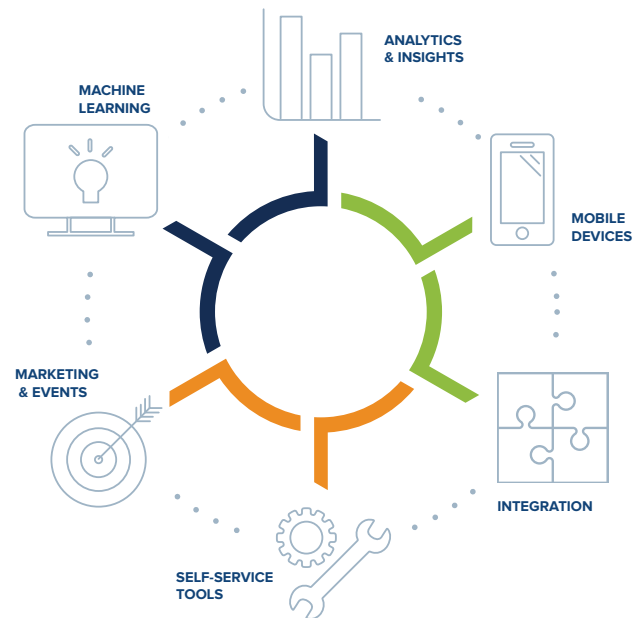 ANALYTICS
& INSIGHTS
MACHINE
LEARNING
MOBILE
DEVICES
MARKETING
& EVENTS
INTEGRATION
SELF-SERVICE
TOOLS